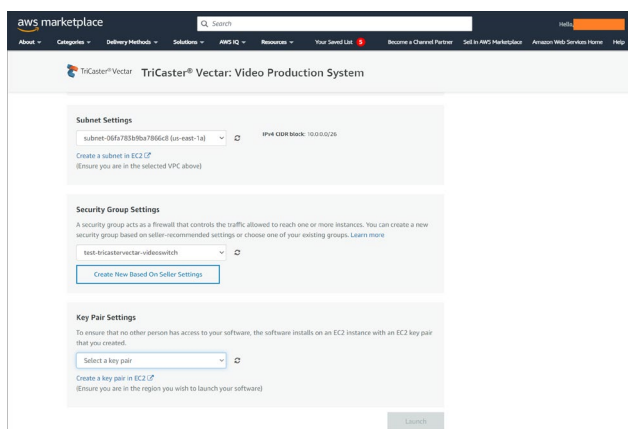 aws marketplace
Search
Hello,
About Categories Delivery Methods Solutions AWS IQ Resources Your Saved List 5 Become a Channel Partner Sell in AWS Marketplace Amazon Web Services Home Help
TriCaster® Vectar TriCaster® Vectar: Video Production System
Subnet Settings
subnet-06fa783b9ba7866c8 (us-east-1a) IPv4 CIDR block: 10.0.0.0/26
Create a subnet in EC2
(Ensure you are in the selected VPC above)
Security Group Settings
A security group acts as a firewall that controls the traffic allowed to reach one or more instances. You can create a new
security group based on seller-recommended settings or choose one of your existing groups. Learn more
test-tricastervectar-videoswitch
Create New Based On Seller Settings
Key Pair Settings
To ensure that no other person has access to your software, the software installs on an EC2 instance with an EC2 key pair
that you created.
Select a key pair
Create a key pair in EC2
(Ensure you are in the region you wish to launch your software)
Launch